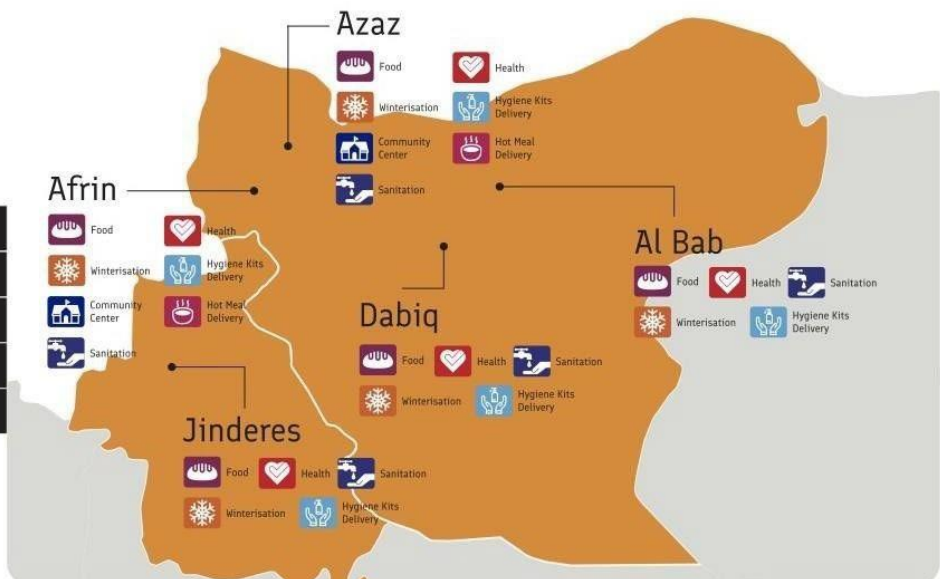 Azaz
Food
Health
Winterisation
Hygiene Kits
Delivery
Community
Center
Hot Meal
Delivery
Sanitation
Afrin
Food
Health
Winterisation
Hygiene Kits
Delivery
Community
Center
Hot Meal
Delivery
Sanitation
Al Bab
Food
Health
Sanitation
Winterisation
Hygiene Kits
Delivery
Dabiq
Food
Health
Sanitation
Winterisation
Hygiene Kits
Delivery
Jinderes
Food
Health
Sanitation
Winterisation
Hygiene Kits
Delivery